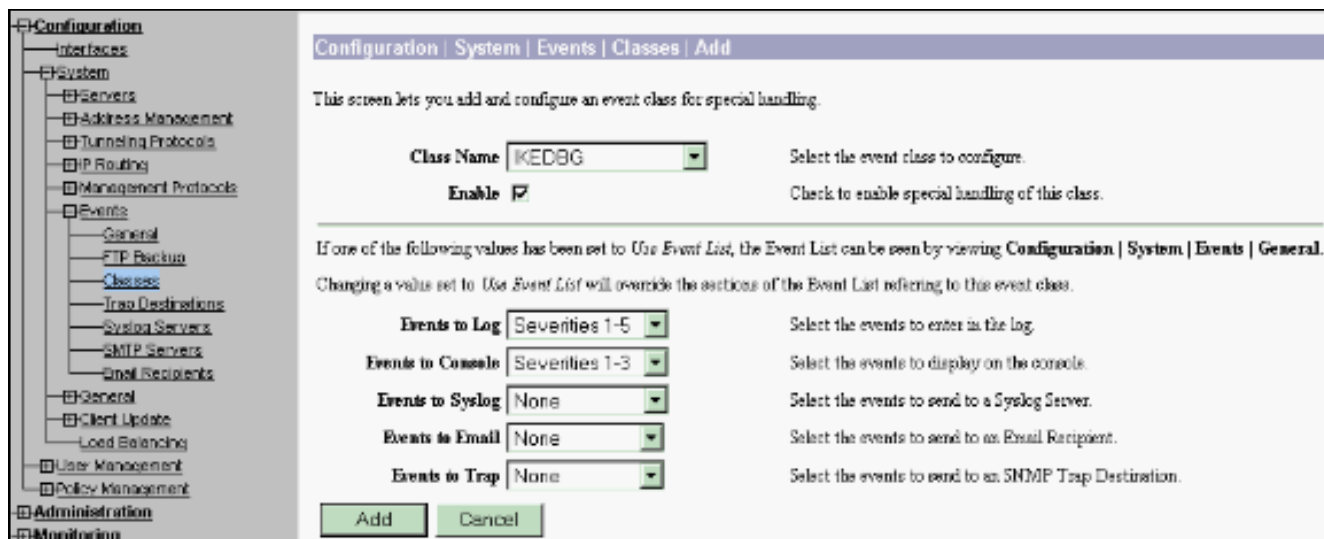 Configuration
Interfaces
System
Servers
Address Management
Tunneling Protocols
IP Routing
Management Protocols
Events
General
FTP Backup
Classes
Trap Destinations
Syslog Servers
SMTP Servers
Email Recipients
General
Client Update
Load Balancing
User Management
Policy Management
Administration
Monitoring
Configuration | System | Events | Classes | Add
This screen lets you add and configure an event class for special handling.
Class Name IKEDBG Select the event class to configure.
Enable Check to enable special handling of this class.
If one of the following values has been set to Use Event List, the Event List can be seen by viewing Configuration | System | Events | General.
Changing a value set to Use Event List will override the sections of the Event List referring to this event class.
Events to Log Severities 1-5 Select the events to enter in the log.
Events to Console Severities 1-3 Select the events to display on the console.
Events to Syslog None Select the events to send to a Syslog Server.
Events to Email None Select the events to send to an Email Recipient.
Events to Trap None Select the events to send to an SNMP Trap Destination.
Add Cancel